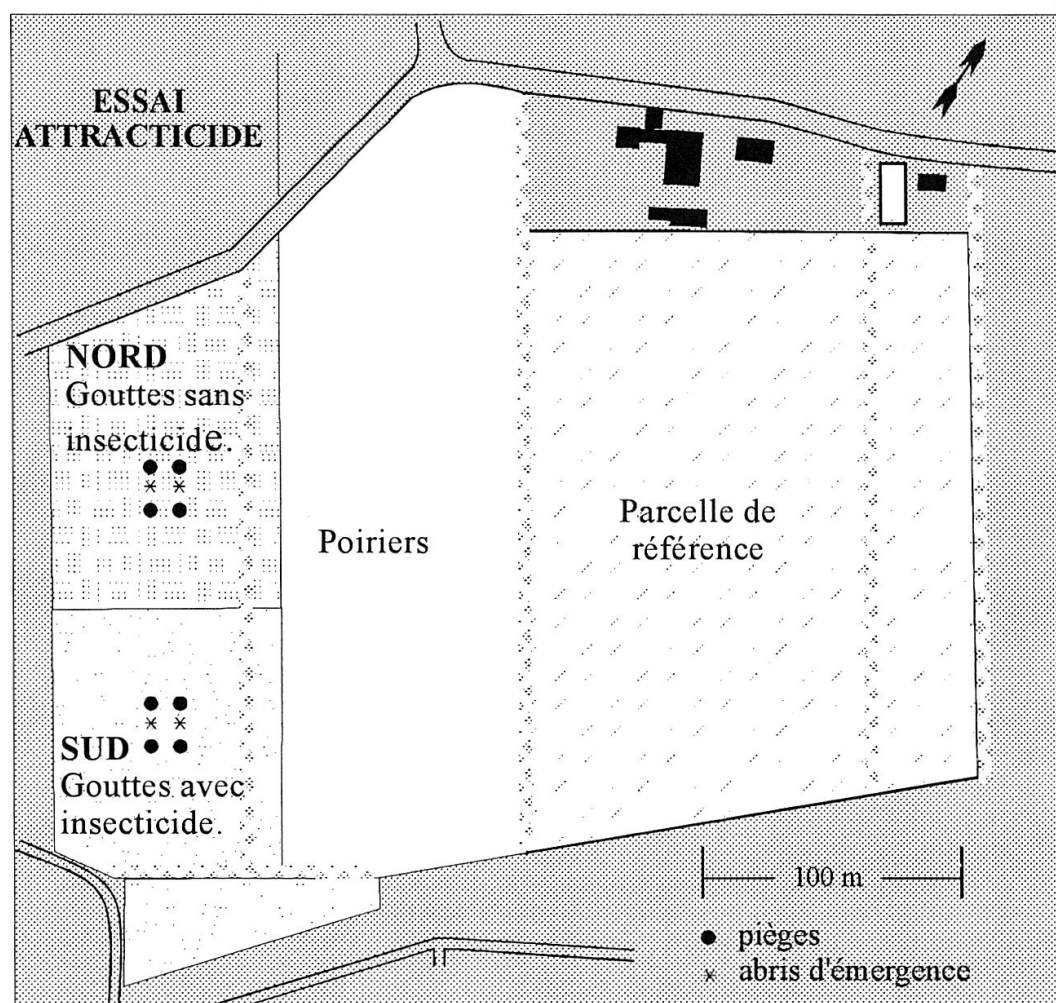 ESSAI
ATTRACTICIDE
NORD
Gouttes sans
insecticide.
Poiriers
Parcelle de
référence
SUD
Gouttes avec
insecticide.
100 m
pièges
abris d'émergence